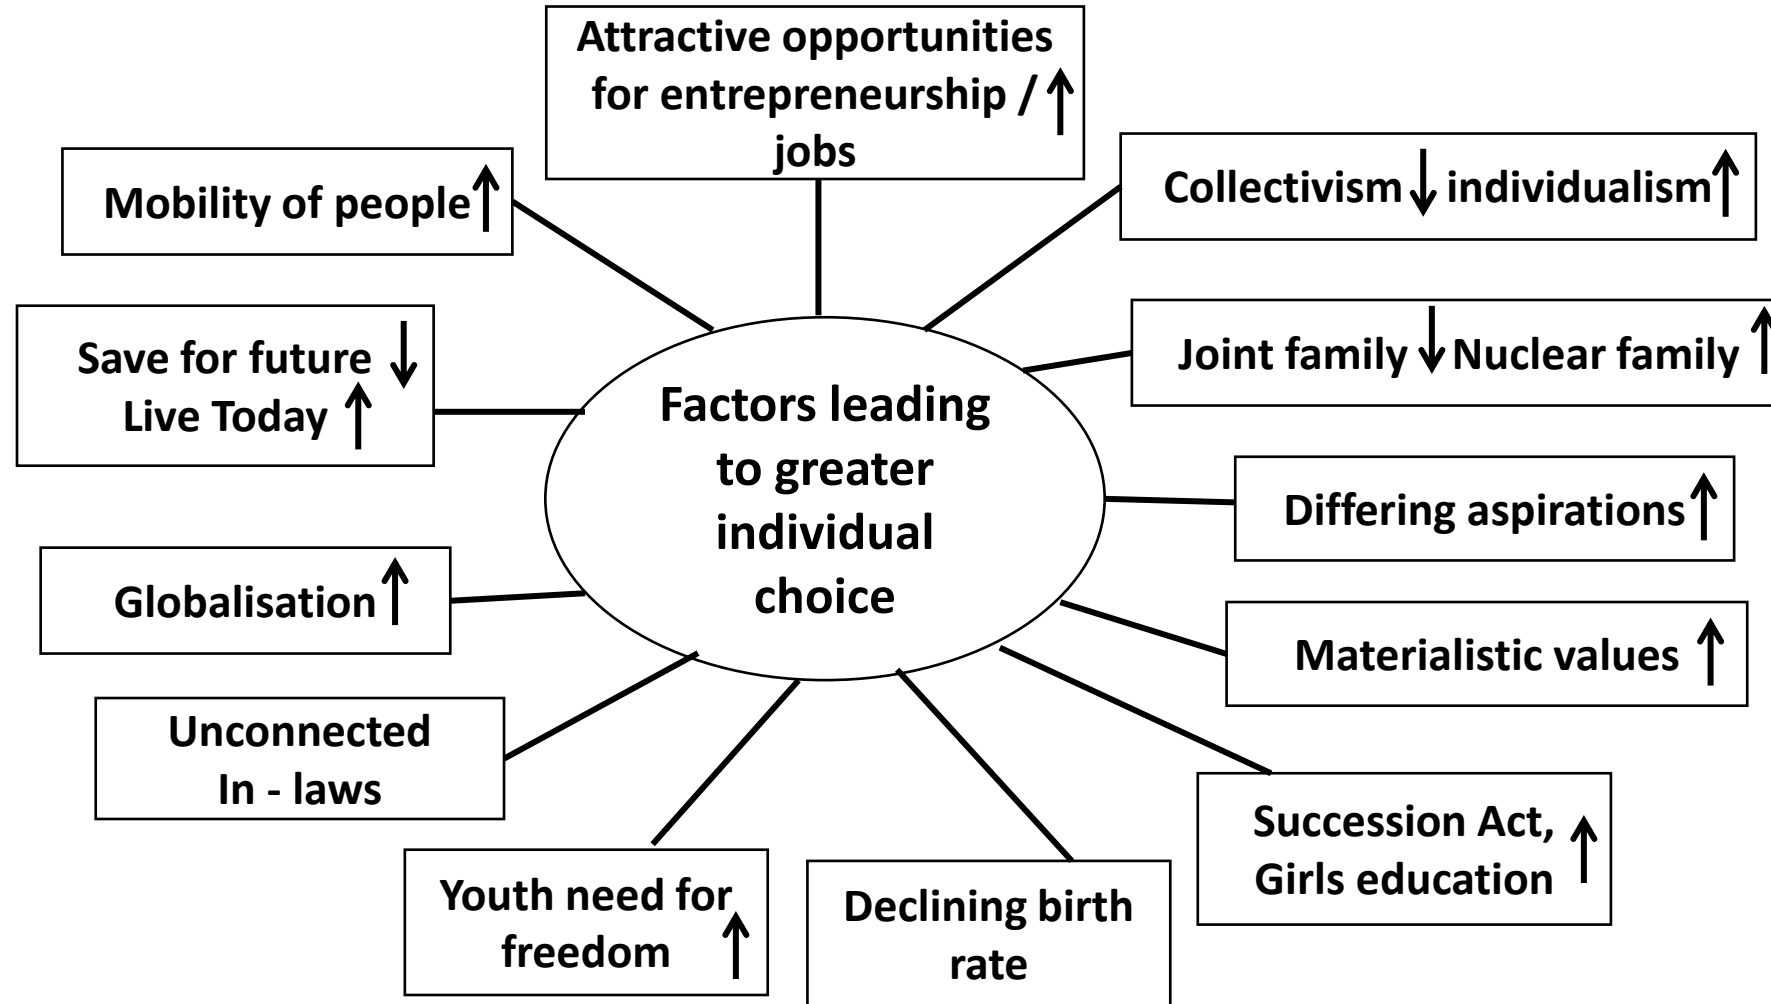 Attractive opportunities
for entrepreneurship / ↑
jobs
Mobility of people ↑
Collectivism ↓ individualism ↑
Save for future ↓
Live Today ↑
Joint family ↓ Nuclear family ↑
Factors leading
to greater
individual
choice
Differing aspirations ↑
Globalisation ↑
Materialistic values ↑
Unconnected
In - laws
Succession Act,
Girls education ↑
Youth need for
freedom ↑
Declining birth
rate